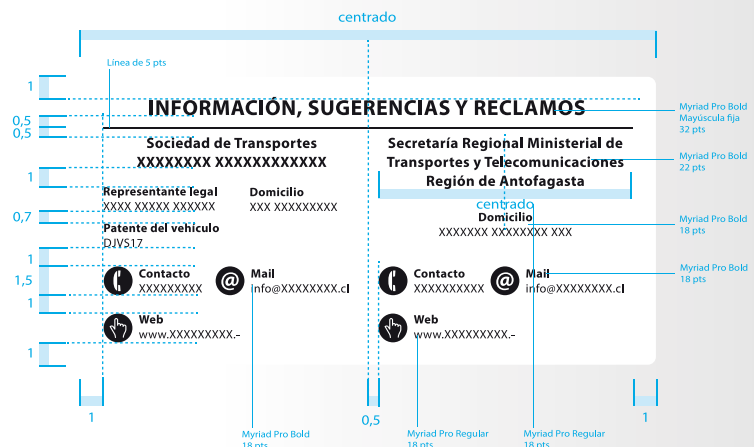 centrado
Línea de 5 pts
1
INFORMACIÓN, SUGERENCIAS Y RECLAMOS
Myriad Pro Bold
Mayúscula fija
32 pts
0,5
0,5
Sociedad de Transportes
XXXXXXXX XXXXXXXXXXXX
Secretaría Regional Ministerial de
Transportes y Telecomunicaciones
Región de Antofagasta
Myriad Pro Bold
22 pts
1
Representante legal
XXXX XXXXX XXXXXX
Domicilio
XXX XXXXXXXXX
centrado
0,7
Patente del vehículo
DJVS17
Domicilio
XXXXXXX XXXXXXXX XXX
Myriad Pro Bold
18 pts
1
1,5
1
Contacto
XXXXXXXXX
Mail
info@XXXXXXXX.cl
Contacto
XXXXXXXXXX
Mail
info@XXXXXXXX.cl
Myriad Pro Bold
18 pts
Web
www.XXXXXXXXX.-
Web
www.XXXXXXXXX.-
1
1
0,5
1
Myriad Pro Bold
18 pts
Myriad Pro Regular
18 pts
Myriad Pro Regular
18 pts